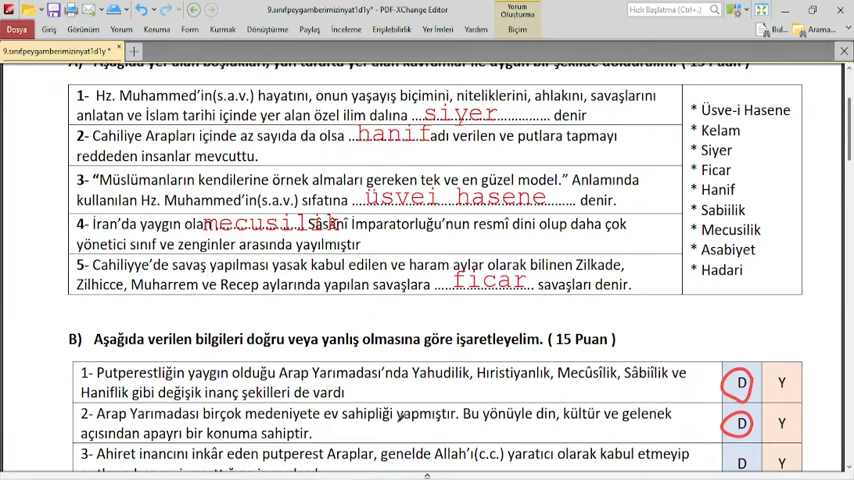 9.sınıfpeygamberimizinyat1d1y* - PDF-XChange Editor
Yorum Oluşturma
Hızlı Başlatma (Ctrl+.)
Dosya Giriş Görünüm Yorum Koruma Form Kurmak Dönüştürme Paylaş İnceleme Erişilebilirlik Yer İmleri Yardım Biçim Bul... Arama...
9.sınıfpeygamberimizinyat1d1y *
1- Hz. Muhammed'in(s.a.v.) hayatını, onun yaşayış biçimini, niteliklerini, ahlakını, savaşlarını
anlatan ve İslam tarihi içinde yer alan özel ilim dalına ... siyer ............... denir
2- Cahiliye Arapları içinde az sayıda da olsa ... hanif adı verilen ve putlara tapmayı
reddeden insanlar mevcuttu.
3- “Müslümanların kendilerine örnek almaları gereken tek ve en güzel model.” Anlamında
kullanılan Hz. Muhammed'in(s.a.v.) sıfatına ... üsvei hasene ......... denir.
4- İran'da yaygın olan mecusilik Sâsânî İmparatorluğu'nun resmî dini olup daha çok
yönetici sınıf ve zenginler arasında yayılmıştır
5- Cahiliyye'de savaş yapılması yasak kabul edilen ve haram aylar olarak bilinen Zilkade,
Zilhicce, Muharrem ve Recep aylarında yapılan savaşlara ... ficar .. savaşları denir.
* Üsve-i Hasene
* Kelam
* Siyer
* Ficar
* Hanif
* Sabiilik
* Mecusilik
* Asabiyet
* Hadari
B) Aşağıda verilen bilgileri doğru veya yanlış olmasına göre işaretleyelim. ( 15 Puan )
1- Putperestliğin yaygın olduğu Arap Yarımadası'nda Yahudilik, Hıristiyanlık, Mecûsîlik, Sâbiîlik ve
Haniflik gibi değişik inanç şekilleri de vardı
D Y
2- Arap Yarımadası birçok medeniyete ev sahipliği yapmıştır. Bu yönüyle din, kültür ve gelenek
açısından apayrı bir konuma sahiptir.
D Y
3- Ahiret inancını inkâr eden putperest Araplar, genelde Allah'ı(c.c.) yaratıcı olarak kabul etmeyip
D Y